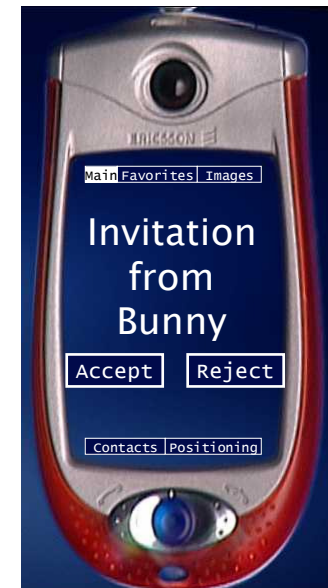 ERICSSON
Main Favorites Images
Invitation
from
Bunny
Accept Reject
Contacts Positioning